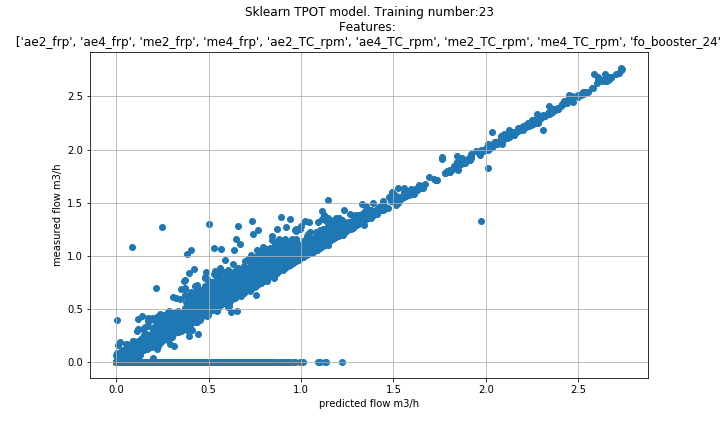 Sklearn TPOT model. Training number:23
Features:
['ae2_frp', 'ae4_frp', 'me2_frp', 'me4_frp', 'ae2_TC_rpm', 'ae4_TC_rpm', 'me2_TC_rpm', 'me4_TC_rpm', 'fo_booster_24'
measured flow m3/h
2.5
2.0
1.5
1.0
0.5
0.0
0.0 0.5 1.0 1.5 2.0 2.5
predicted flow m3/h